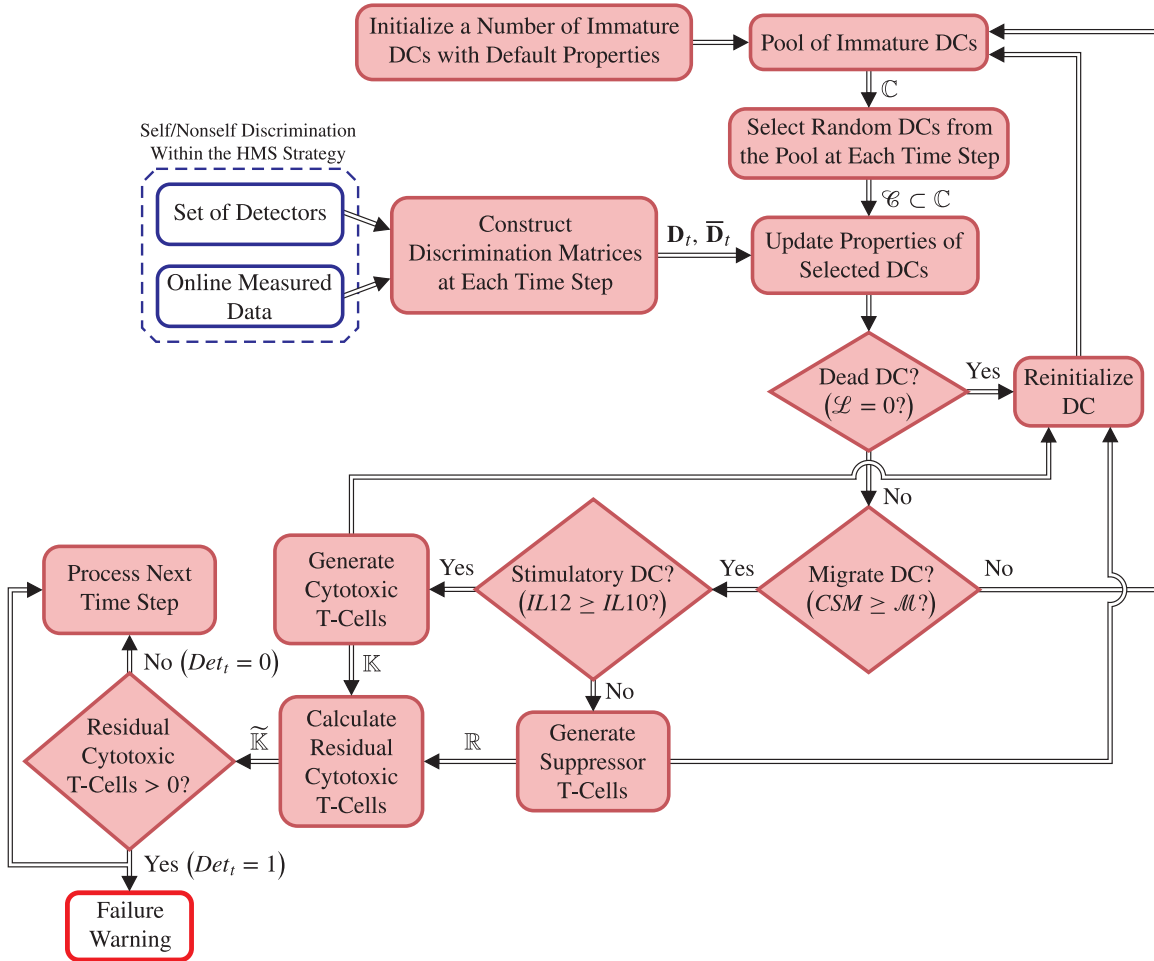 Initialize a Number of Immature
DCs with Default Properties
Pool of Immature DCs
ℂ
Select Random DCs from
the Pool at Each Time Step
𝒞 ⊂ ℂ
Self/Nonself Discrimination
Within the HMS Strategy
Set of Detectors
Online Measured
Data
Construct
Discrimination Matrices
at Each Time Step
𝐃ₜ, 𝐃̅ₜ
Update Properties of
Selected DCs
Dead DC?
(ℒ = 0?)
Yes
Reinitialize
DC
No
Migrate DC?
(CSM ≥ ℳ?)
No
Yes
Stimulatory DC?
(IL12 ≥ IL10?)
Yes
Generate
Cytotoxic
T-Cells
Process Next
Time Step
No (Detₜ = 0)
𝕂
No
Generate
Suppressor
T-Cells
ℝ
Calculate
Residual
Cytotoxic
T-Cells
𝕂̃
Residual
Cytotoxic
T-Cells > 0?
Yes (Detₜ = 1)
Failure
Warning